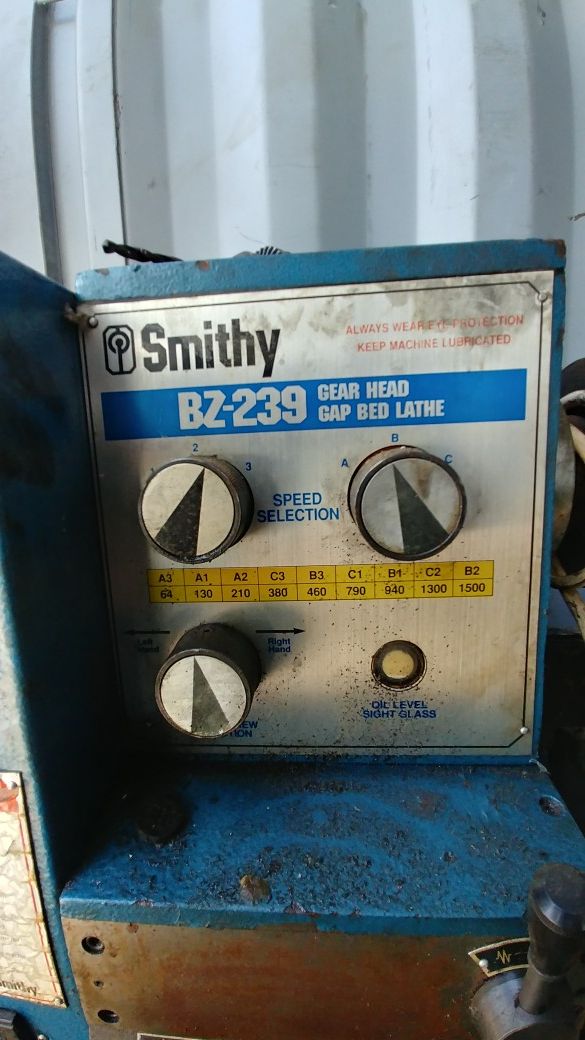 Smithy
ALWAYS WEAR EYE PROTECTION
KEEP MACHINE LUBRICATED
BZ-239
GEAR HEAD
GAP BED LATHE
1 2 3
A B C
SPEED
SELECTION
A3 A1 A2 C3 B3 C1 B1 C2 B2
64 130 210 380 460 790 940 1300 1500
Left
Hand
Right
Hand
OIL LEVEL
SIGHT GLASS
Smithy